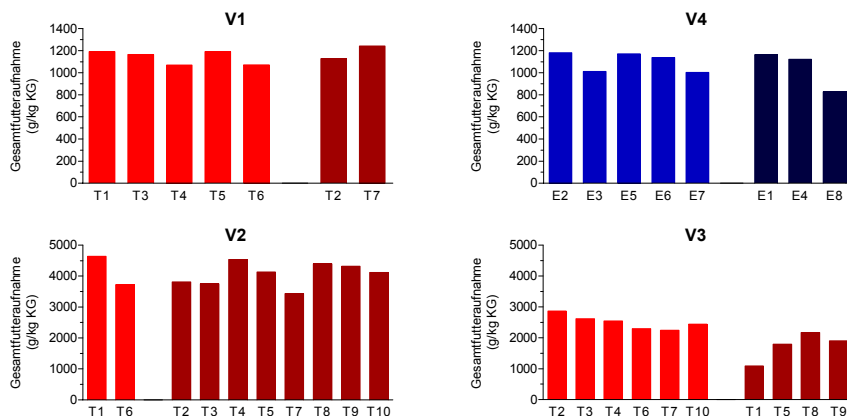 V1
Gesamtfutteraufnahme
(g/kg KG)
1400
1200
1000
800
600
400
200
0
T1 T3 T4 T5 T6 T2 T7
V4
Gesamtfutteraufnahme
(g/kg KG)
1400
1200
1000
800
600
400
200
0
E2 E3 E5 E6 E7 E1 E4 E8
V2
Gesamtfutteraufnahme
(g/kg KG)
5000
4000
3000
2000
1000
0
T1 T6 T2 T3 T4 T5 T7 T8 T9 T10
V3
Gesamtfutteraufnahme
(g/kg KG)
5000
4000
3000
2000
1000
0
T2 T3 T4 T6 T7 T10 T1 T5 T8 T9